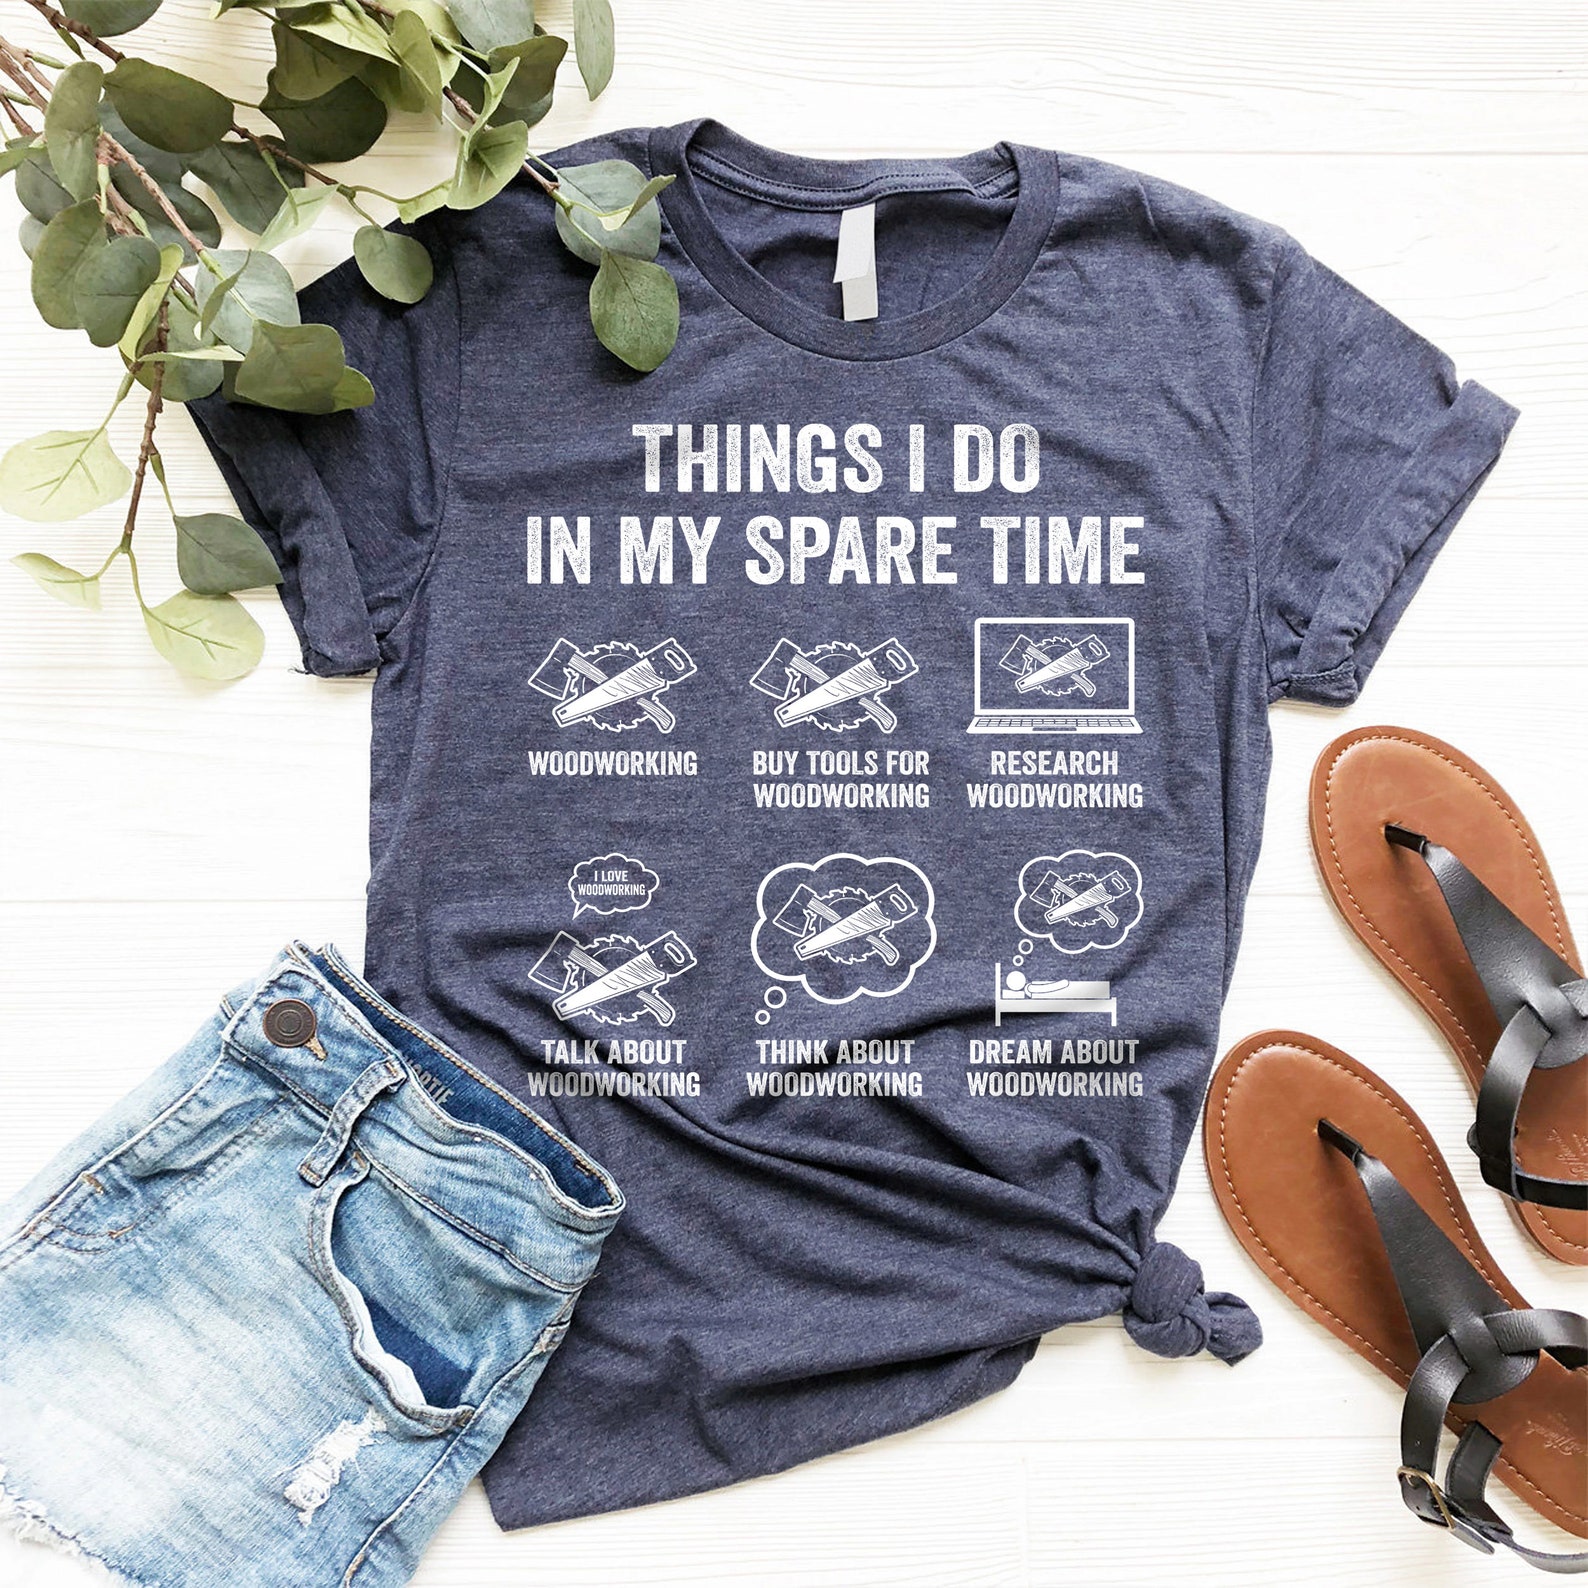 THINGS I DO
IN MY SPARE TIME
WOODWORKING
BUY TOOLS FOR
WOODWORKING
RESEARCH
WOODWORKING
I LOVE
WOODWORKING
TALK ABOUT
WOODWORKING
THINK ABOUT
WOODWORKING
DREAM ABOUT
WOODWORKING